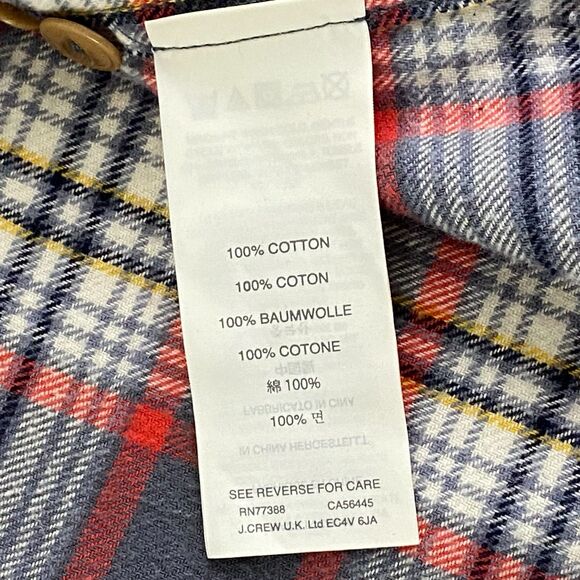 100% COTTON
100% COTON
100% BAUMWOLLE
100% COTONE
綿 100%
100% 면
SEE REVERSE FOR CARE
RN77388 CA56445
J.CREW U.K. Ltd EC4V 6JA